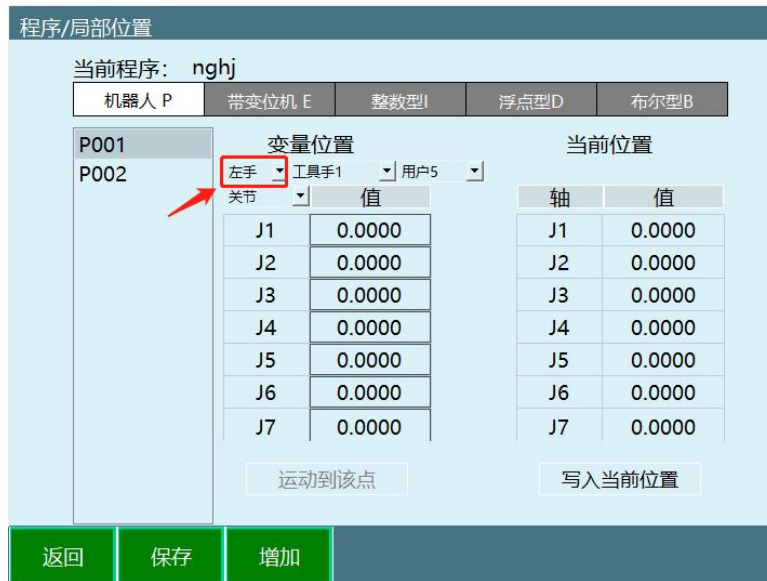 程序/局部位置
当前程序： nghj
机器人 P 带变位机 E 整数型I 浮点型D 布尔型B
P001
P002
变量位置 当前位置
左手 工具手1 用户5
关节 值 轴 值
J1 0.0000 J1 0.0000
J2 0.0000 J2 0.0000
J3 0.0000 J3 0.0000
J4 0.0000 J4 0.0000
J5 0.0000 J5 0.0000
J6 0.0000 J6 0.0000
J7 0.0000 J7 0.0000
运动到该点 写入当前位置
返回 保存 增加